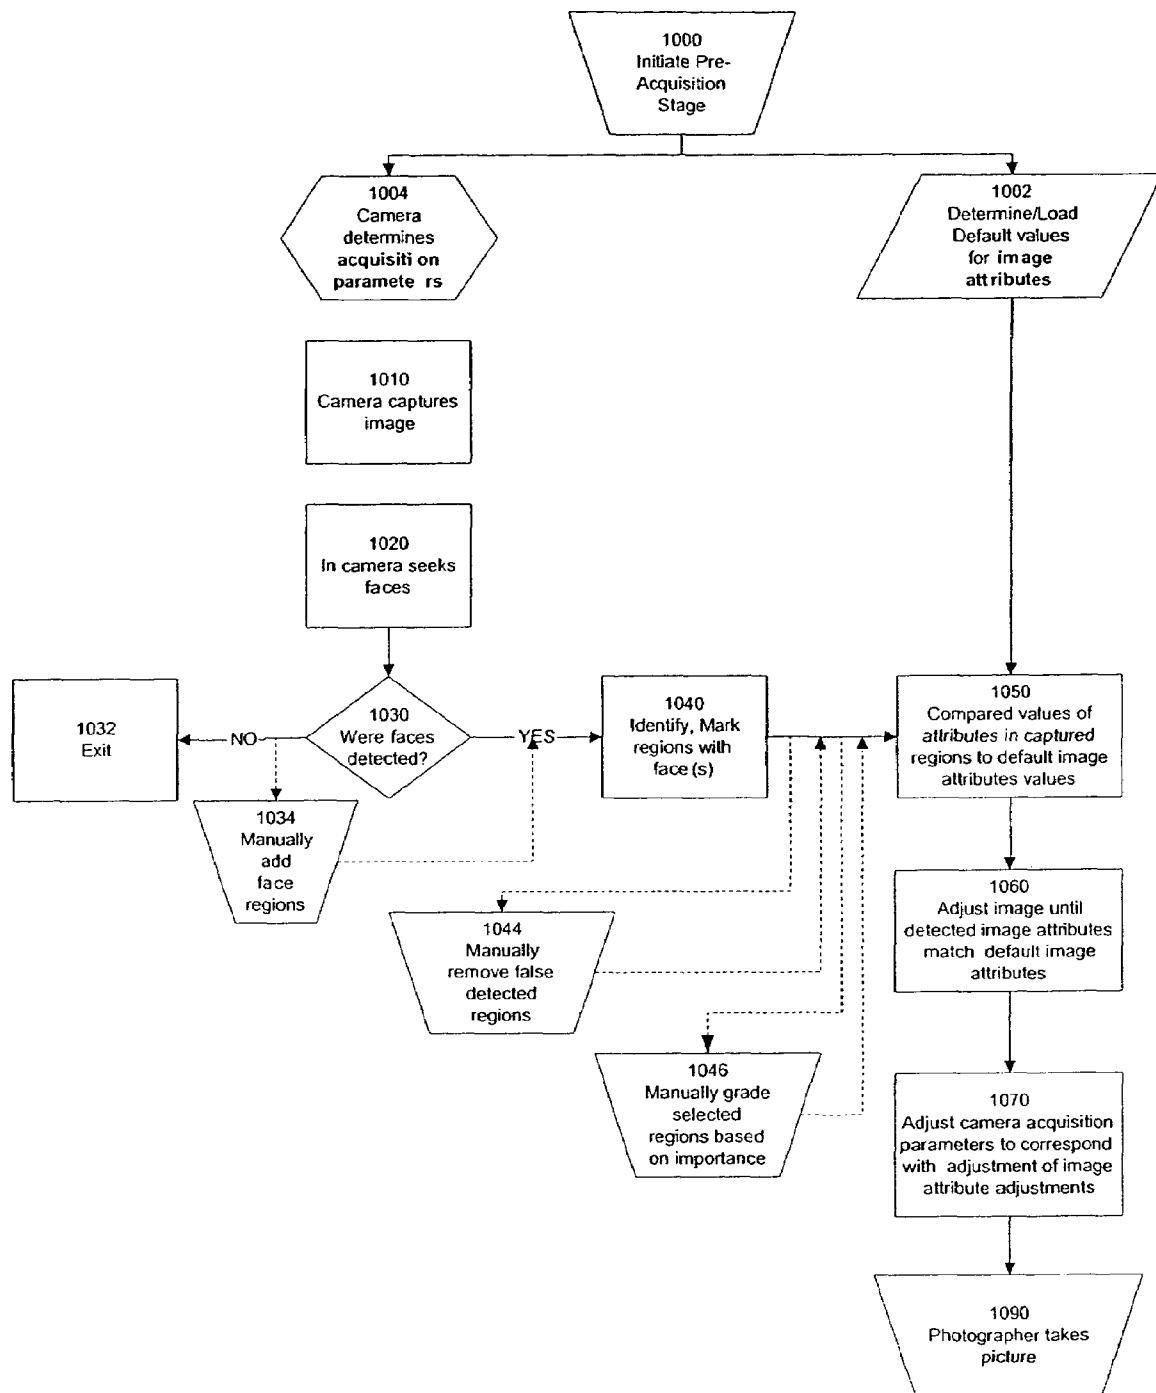 1000
Initiate Pre-
Acquisition
Stage
1004
Camera
determines
acquisiti on
paramete rs
1002
Determine/Load
Default values
for image
attributes
1010
Camera captures
image
1020
In camera seeks
faces
1032
Exit
NO
1030
Were faces
detected?
YES
1040
Identify, Mark
regions with
face(s)
1050
Compared values of
attributes in captured
regions to default image
attributes values
1034
Manually
add
face
regions
1044
Manually
remove false
detected
regions
1060
Adjust image until
detected image attributes
match default image
attributes
1046
Manually grade
selected
regions based
on importance
1070
Adjust camera acquisition
parameters to correspond
with adjustment of image
attribute adjustments
1090
Photographer takes
picture